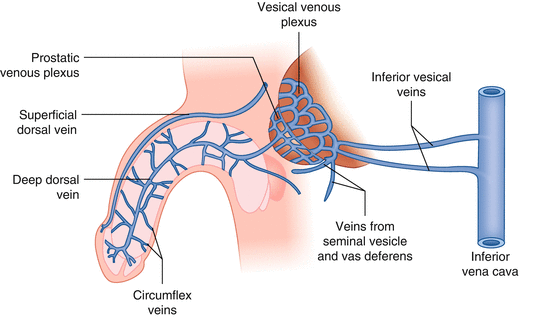 Vesical venous
plexus
Prostatic
venous plexus
Inferior vesical
veins
Superficial
dorsal vein
Deep dorsal
vein
Veins from
seminal vesicle
and vas deferens
Inferior
vena cava
Circumflex
veins